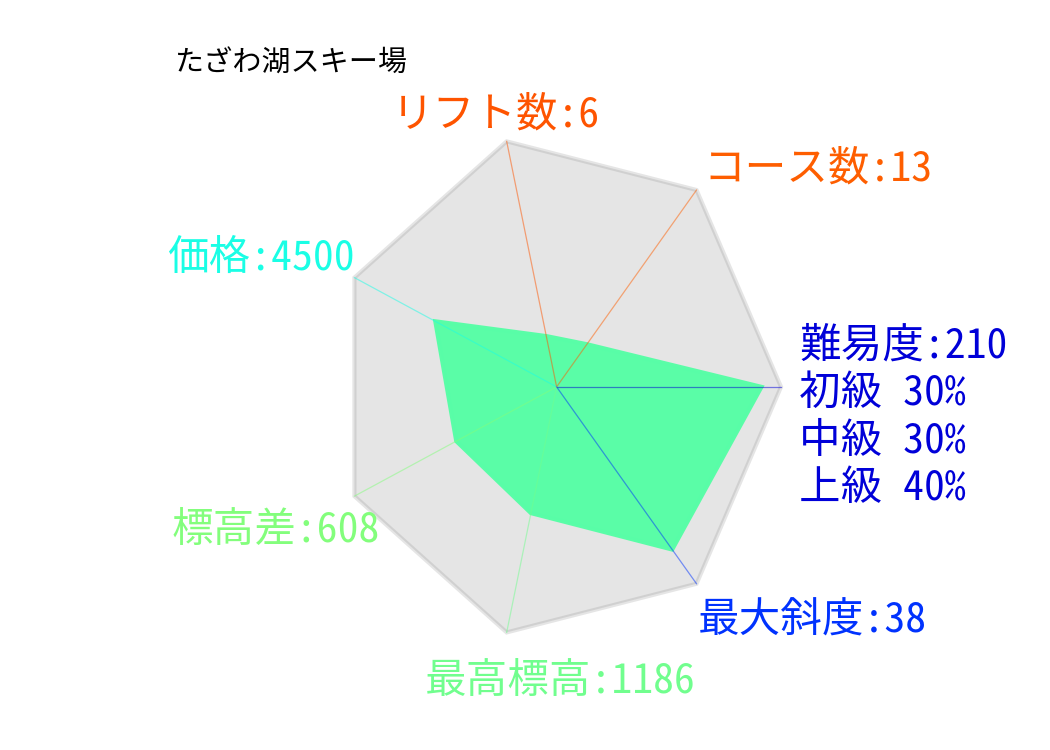 たざわ湖スキー場
リフト数:6
コース数:13
価格:4500
難易度:210
初級 30%
中級 30%
上級 40%
標高差:608
最大斜度:38
最高標高:1186